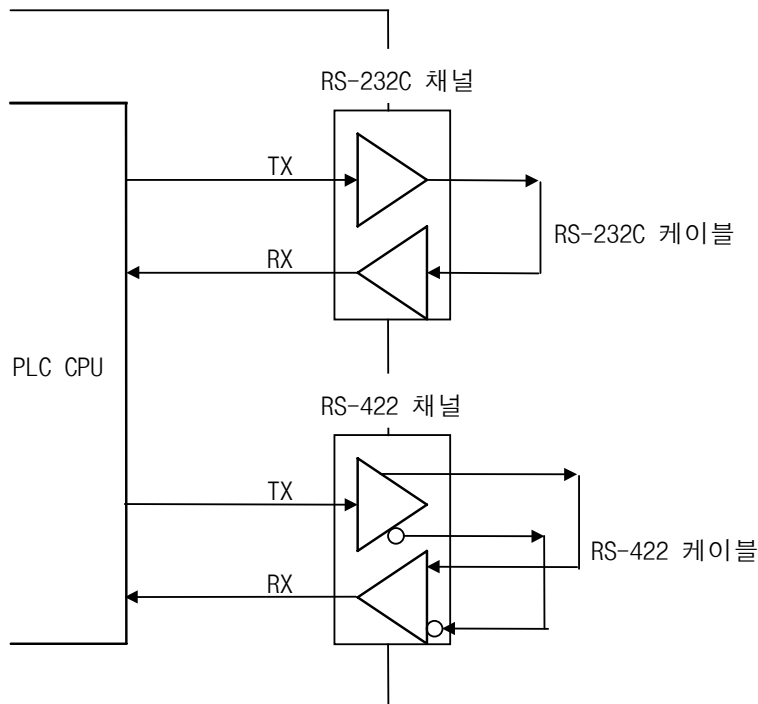 RS-232C 채널
TX
RS-232C 케이블
RX
PLC CPU
RS-422 채널
TX
RS-422 케이블
RX